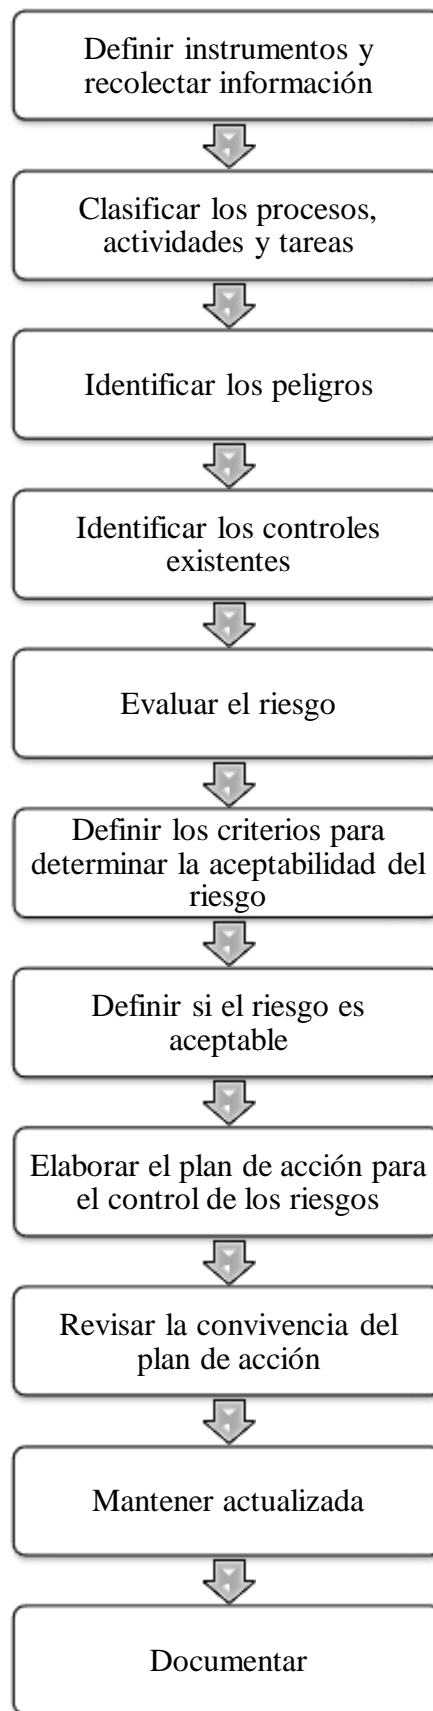 Definir instrumentos y
recolectar información
Clasificar los procesos,
actividades y tareas
Identificar los peligros
Identificar los controles
existentes
Evaluar el riesgo
Definir los criterios para
determinar la aceptabilidad del
riesgo
Definir si el riesgo es
aceptable
Elaborar el plan de acción para
el control de los riesgos
Revisar la convivencia del
plan de acción
Mantener actualizada
Documentar